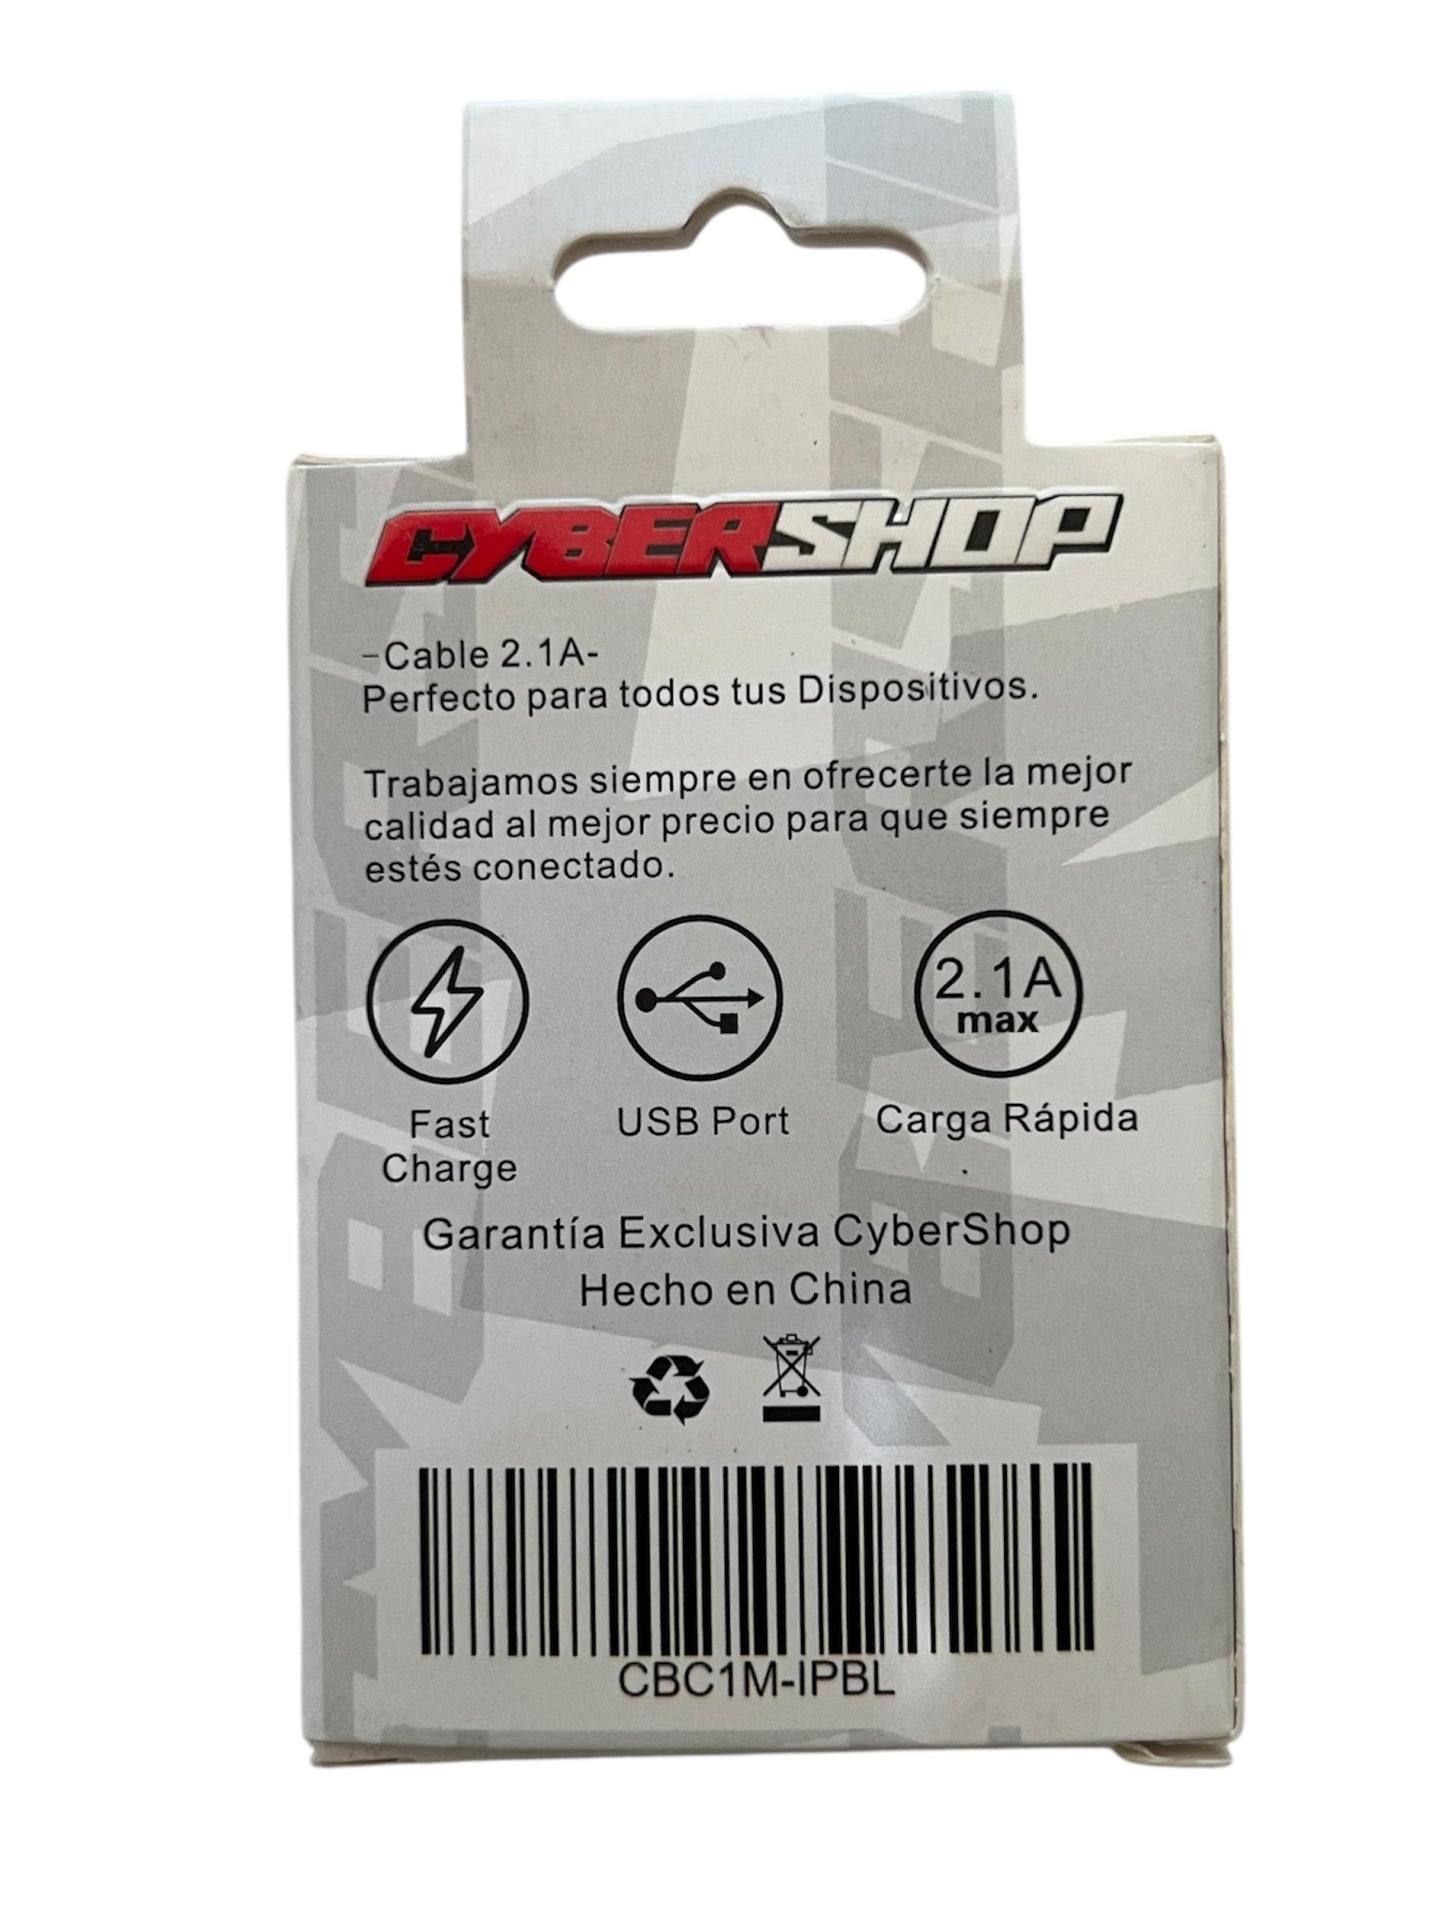 CYBERSHOP
-Cable 2.1A-
Perfecto para todos tus Dispositivos.
Trabajamos siempre en ofrecerte la mejor
calidad al mejor precio para que siempre
estés conectado.
2.1A
max
Fast
Charge
USB Port
Carga Rápida
Garantía Exclusiva CyberShop
Hecho en China
CBC1M-IPBL